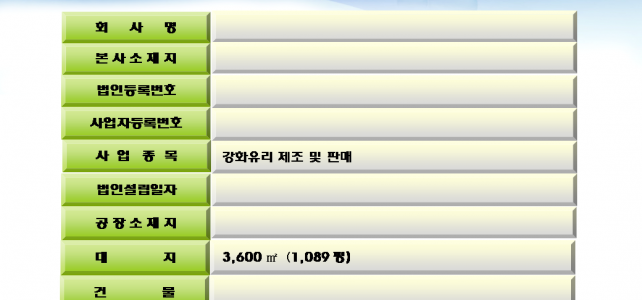 회 사 명
본 사 소 재 지
법인등록번호
사업자등록번호
사 업 종 목 강화유리 제조 및 판매
법인설립일자
공 장 소 재 지
대 지 3,600 ㎡ (1,089 평)
건 물